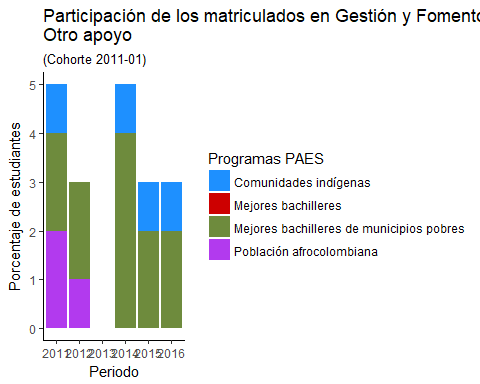 Participación de los matriculados en Gestión y Fomento
Otro apoyo
(Cohorte 2011-01)
Porcentaje de estudiantes
5
4
3
2
1
0
2011 2012 2013 2014 2015 2016
Periodo
Programas PAES
Comunidades indígenas
Mejores bachilleres
Mejores bachilleres de municipios pobres
Población afrocolombiana